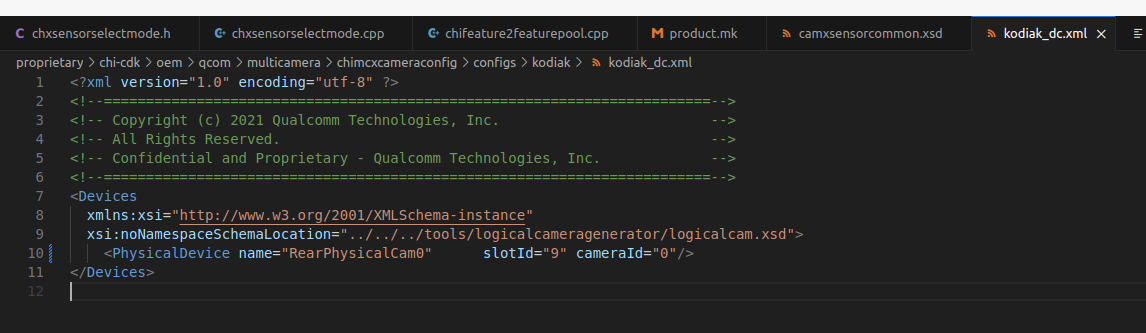 chxsensorselectmode.h chxsensorselectmode.cpp chifeature2featurepool.cpp product.mk camxsensorcommon.xsd kodiak_dc.xml
proprietary > chi-cdk > oem > qcom > multicamera > chimcxcameraconfig > configs > kodiak > kodiak_dc.xml
1 <?xml version="1.0" encoding="utf-8" ?>
2 <!--========================================================================-->
3 <!-- Copyright (c) 2021 Qualcomm Technologies, Inc. -->
4 <!-- All Rights Reserved. -->
5 <!-- Confidential and Proprietary - Qualcomm Technologies, Inc. -->
6 <!--========================================================================-->
7 <Devices
8 xmlns:xsi="http://www.w3.org/2001/XMLSchema-instance"
9 xsi:noNamespaceSchemaLocation="../../../tools/logicalcameragenerator/logicalcam.xsd">
10 <PhysicalDevice name="RearPhysicalCam0" slotId="9" cameraId="0"/>
11 </Devices>
12